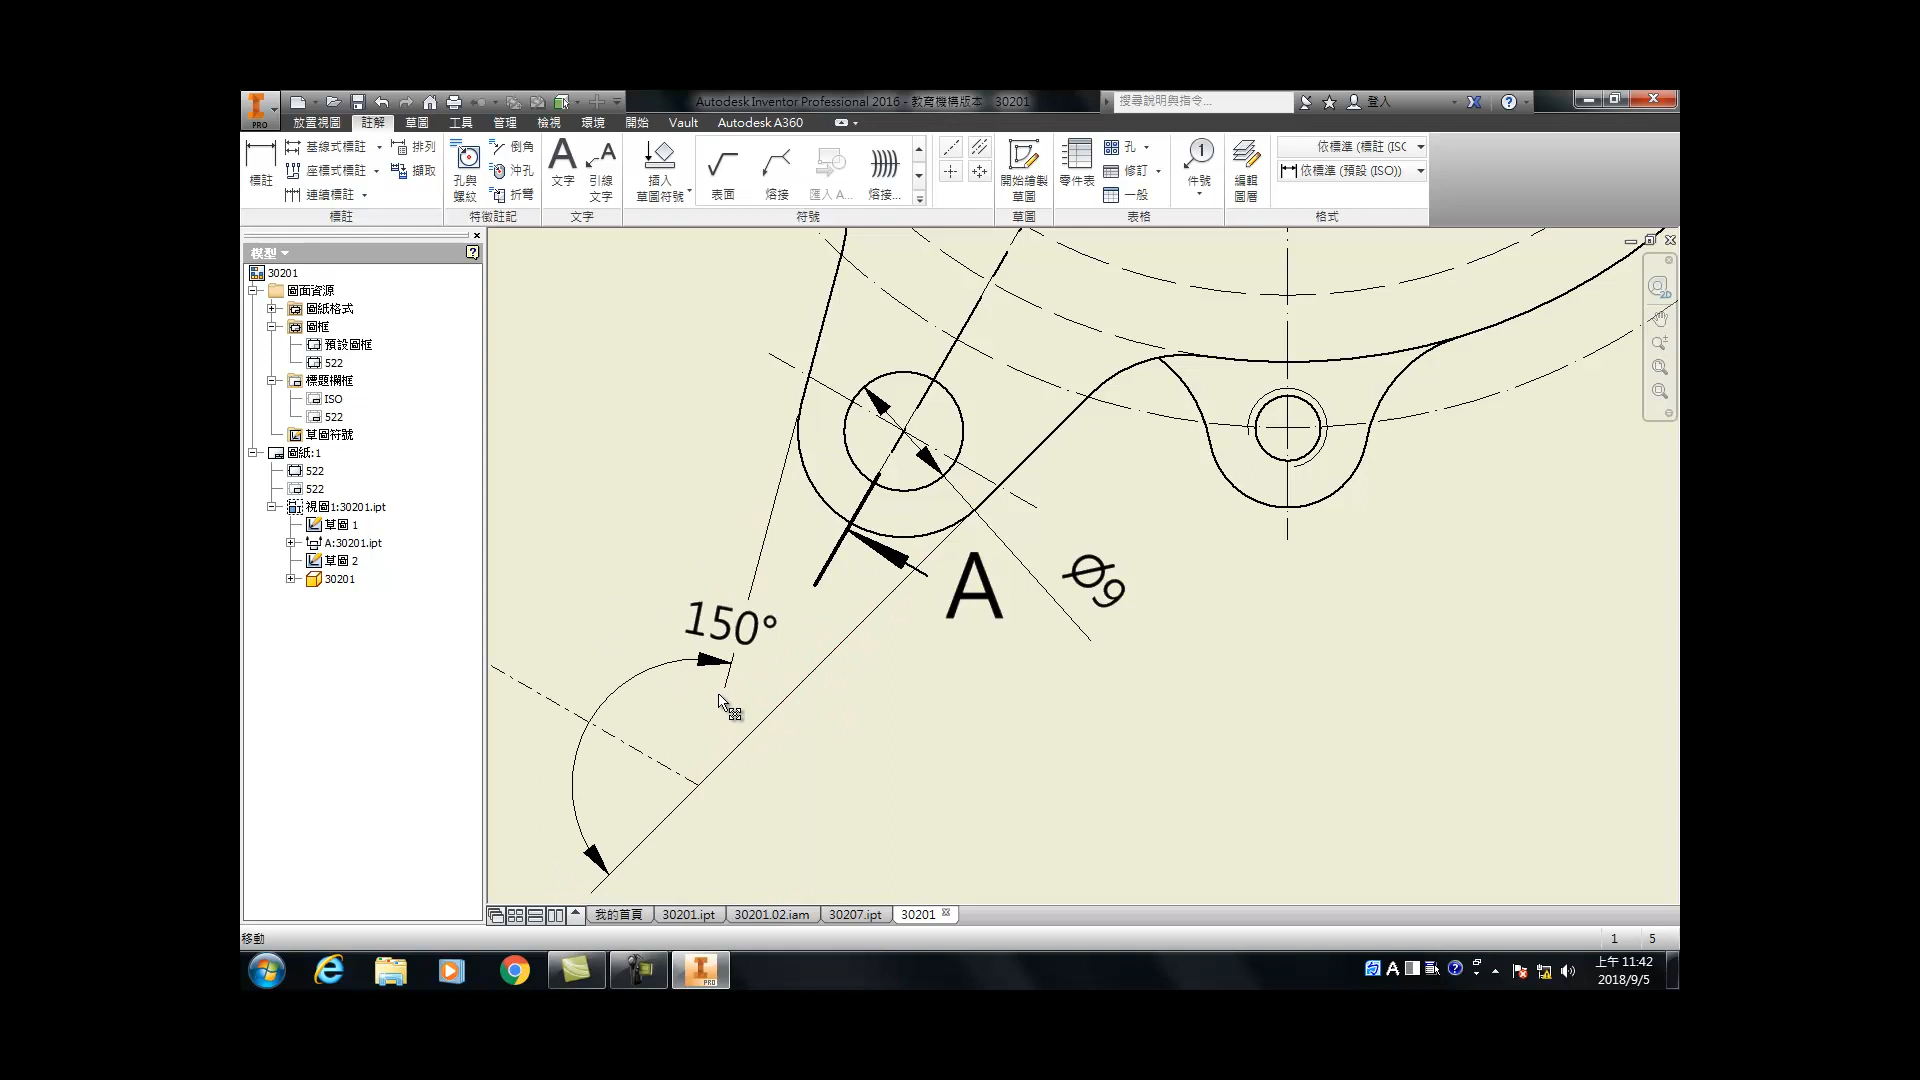 PRO
Autodesk Inventor Professional 2016 - 教育機構版本 30201
搜尋說明與指令...
登入
放置視圖 註解 草圖 工具 管理 檢視 環境 開始 Vault Autodesk A360
標註
基線式標註
座標式標註
連續標註
排列
擷取
標註
孔與螺紋
倒角
沖孔
折彎
特徵註記
文字
引線文字
文字
插入草圖符號
表面
熔接
匯入 A...
熔接...
符號
開始繪製草圖
草圖
零件表
孔
修訂
一般
表格
件號
編輯圖層
依標準 (標註 (ISC
依標準 (預設 (ISO))
格式
模型
30201
圖面資源
圖紙格式
圖框
預設圖框
522
標題欄框
ISO
522
草圖符號
圖紙:1
522
522
視圖1:30201.ipt
草圖 1
A:30201.ipt
草圖 2
30201
2D
150°
A
Ø9
我的首頁 30201.ipt 30201.02.iam 30207.ipt 30201
移動
1 5
PRO
A
上午 11:42
2018/9/5